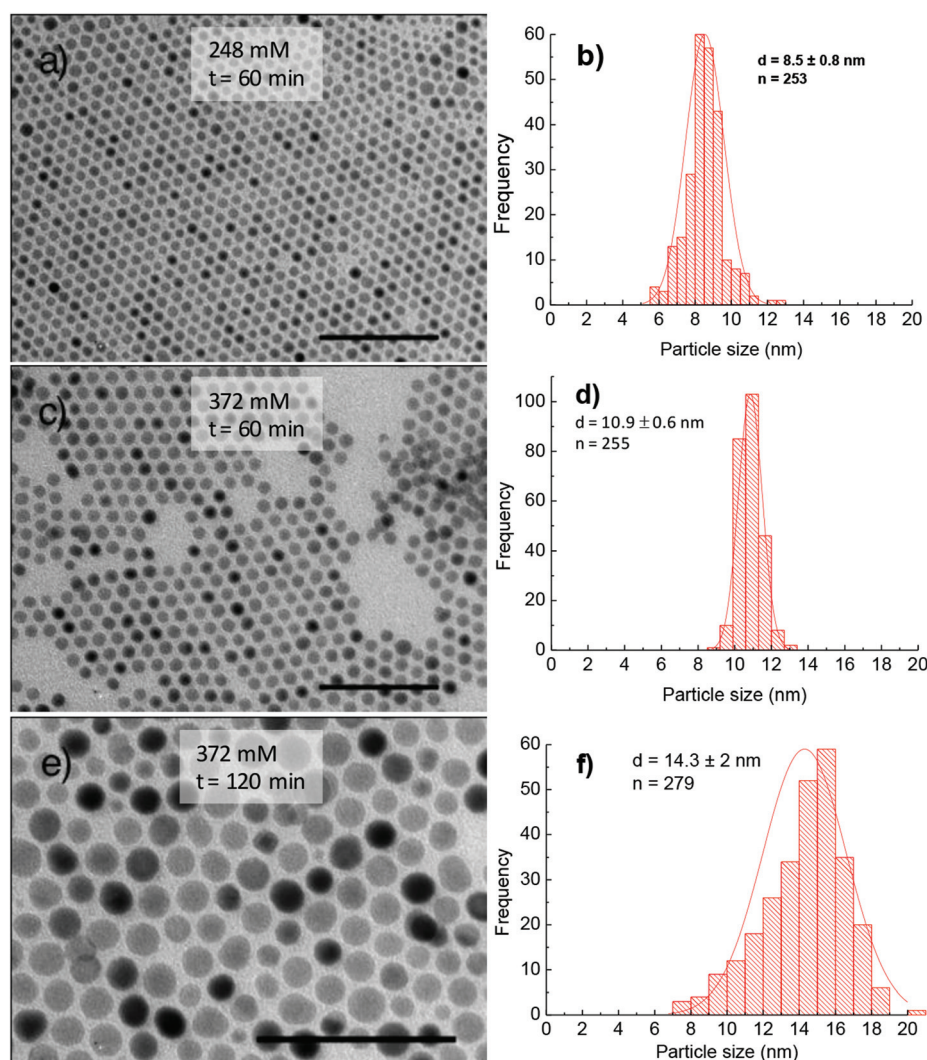 a)
248 mM
t = 60 min
b)
d = 8.5 ± 0.8 nm
n = 253
Frequency
60
50
40
30
20
10
0
0 2 4 6 8 10 12 14 16 18 20
Particle size (nm)
c)
372 mM
t = 60 min
d)
d = 10.9 ± 0.6 nm
n = 255
Frequency
100
80
60
40
20
0
0 2 4 6 8 10 12 14 16 18 20
Particle size (nm)
e)
372 mM
t = 120 min
f)
d = 14.3 ± 2 nm
n = 279
Frequency
60
50
40
30
20
10
0
0 2 4 6 8 10 12 14 16 18 20
Particle size (nm)